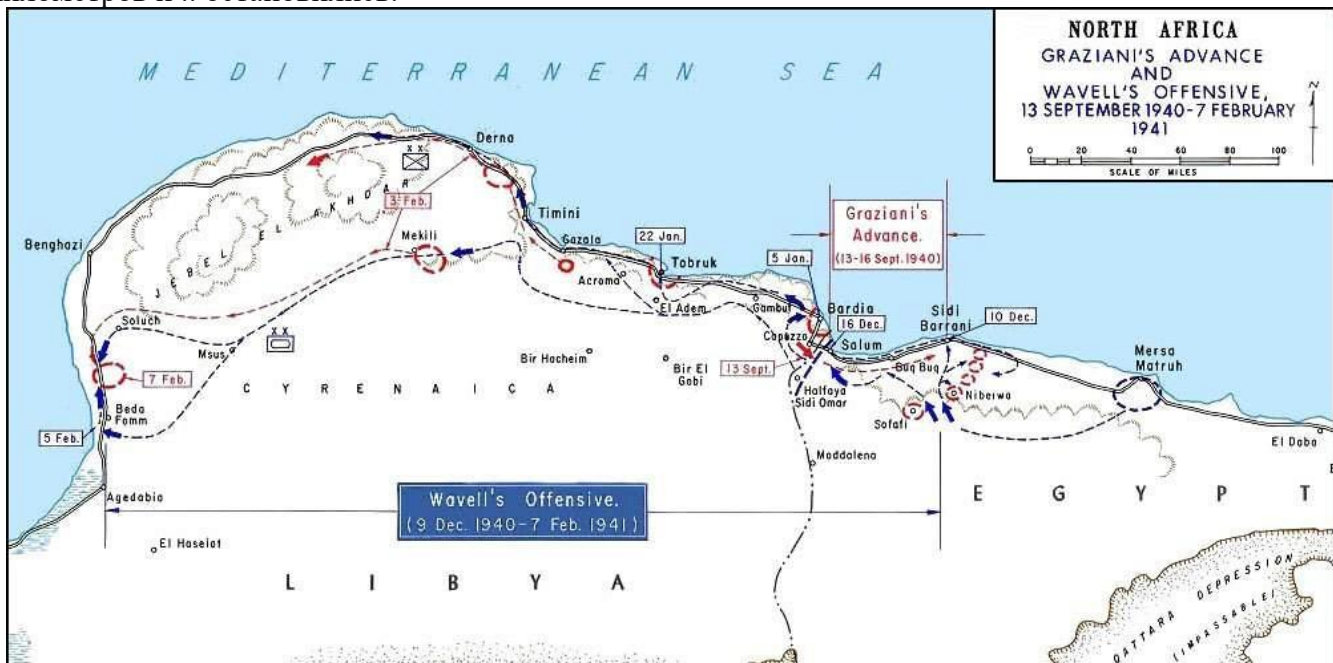 NORTH AFRICA
GRAZIANI'S ADVANCE
AND
WAVELL'S OFFENSIVE,
13 SEPTEMBER 1940-7 FEBRUARY
1941
N
0 20 40 60 80 100
SCALE OF MILES
MEDITERRANEAN SEA
Derna
X X
JEBEL EL AKHDAR
3 Feb.
Timini
Benghazi
Mekili
Gazala
22 Jan.
Tobruk
Acroma
El Adem
Gambut
5 Jan.
Bardia
Graziani's
Advance.
(13-16 Sept. 1940)
16 Dec.
Capuzzo
Salum
Sidi
Barrani
10 Dec.
Mersa
Matruh
Buq Buq
Soluch
Msus
X X
Bir Hacheim
Bir El
Gobi
13 Sept.
Halfaya
Sidi Omar
Nibeiwa
Sofafi
7 Feb.
CYRENAICA
Beda
Fomm
5 Feb.
El Daba
Maddalena
Agedabia
Wavell's Offensive.
(9 Dec. 1940-7 Feb. 1941)
EGYPT
El Haseiat
LIBYA
QATTARA DEPRESSION
(IMPASSABLE)